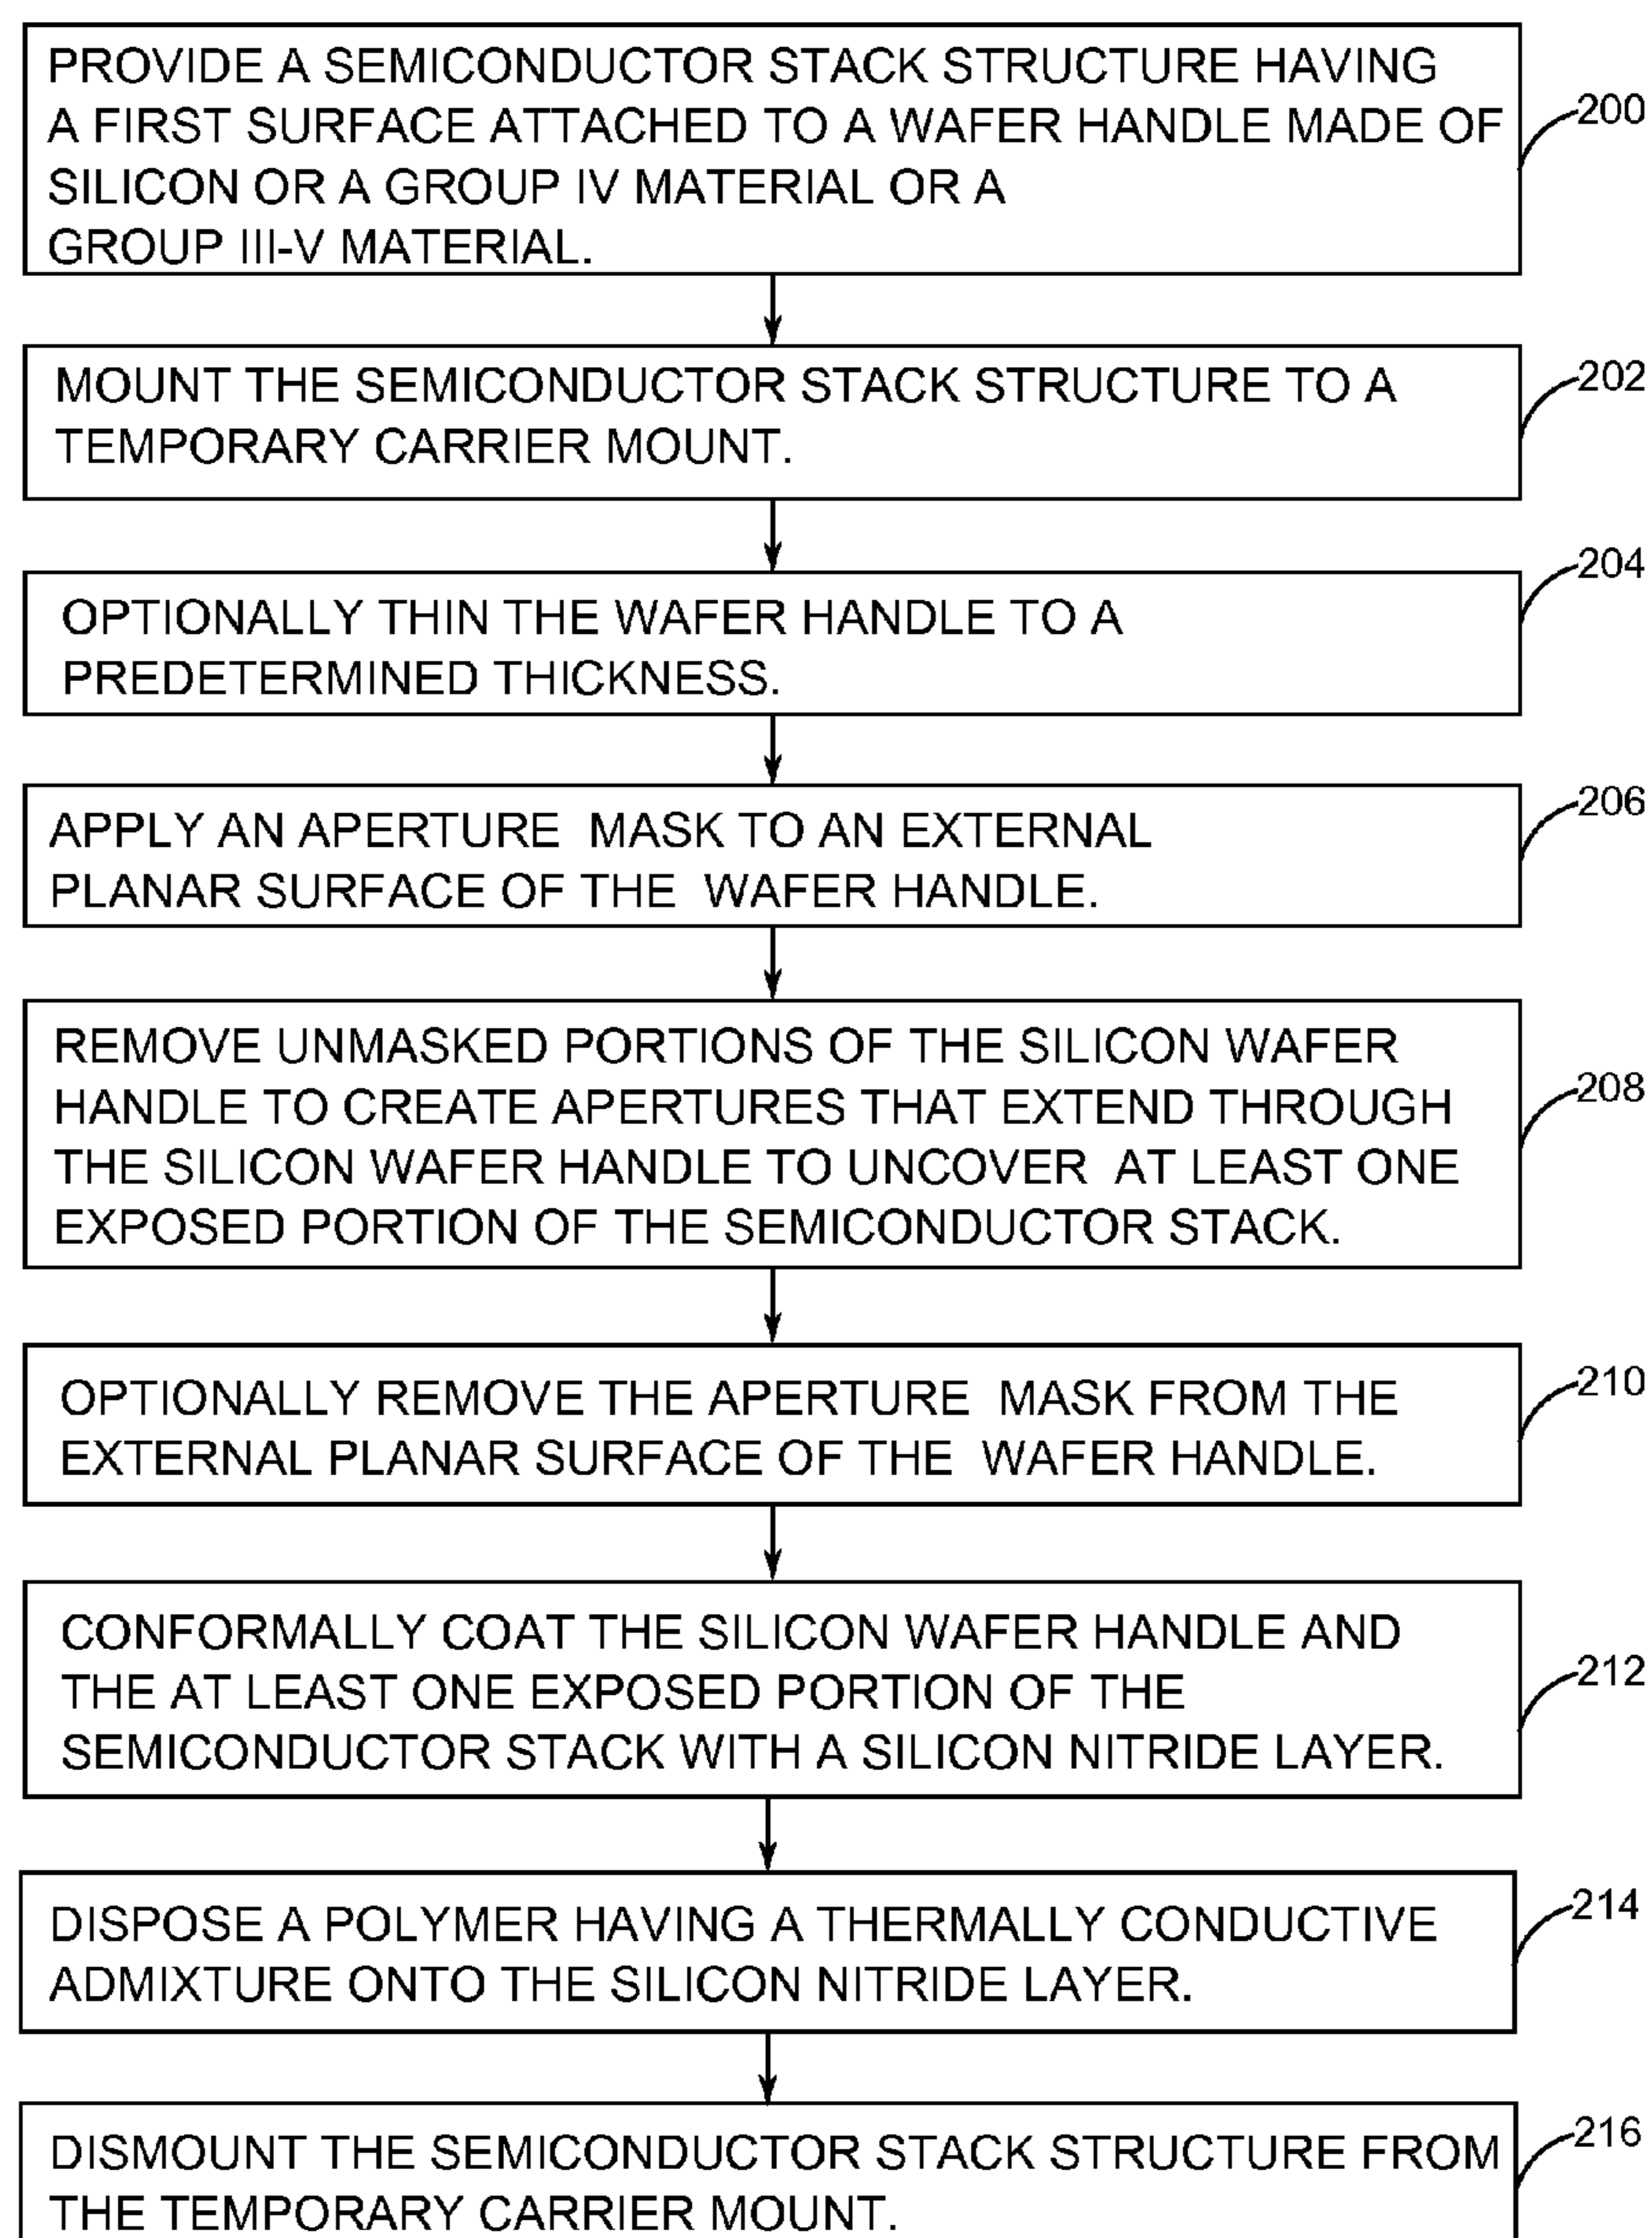 PROVIDE A SEMICONDUCTOR STACK STRUCTURE HAVING
A FIRST SURFACE ATTACHED TO A WAFER HANDLE MADE OF
SILICON OR A GROUP IV MATERIAL OR A
GROUP III-V MATERIAL.
200
MOUNT THE SEMICONDUCTOR STACK STRUCTURE TO A
TEMPORARY CARRIER MOUNT.
202
OPTIONALLY THIN THE WAFER HANDLE TO A
PREDETERMINED THICKNESS.
204
APPLY AN APERTURE MASK TO AN EXTERNAL
PLANAR SURFACE OF THE WAFER HANDLE.
206
REMOVE UNMASKED PORTIONS OF THE SILICON WAFER
HANDLE TO CREATE APERTURES THAT EXTEND THROUGH
THE SILICON WAFER HANDLE TO UNCOVER AT LEAST ONE
EXPOSED PORTION OF THE SEMICONDUCTOR STACK.
208
OPTIONALLY REMOVE THE APERTURE MASK FROM THE
EXTERNAL PLANAR SURFACE OF THE WAFER HANDLE.
210
CONFORMALLY COAT THE SILICON WAFER HANDLE AND
THE AT LEAST ONE EXPOSED PORTION OF THE
SEMICONDUCTOR STACK WITH A SILICON NITRIDE LAYER.
212
DISPOSE A POLYMER HAVING A THERMALLY CONDUCTIVE
ADMIXTURE ONTO THE SILICON NITRIDE LAYER.
214
DISMOUNT THE SEMICONDUCTOR STACK STRUCTURE FROM
THE TEMPORARY CARRIER MOUNT.
216